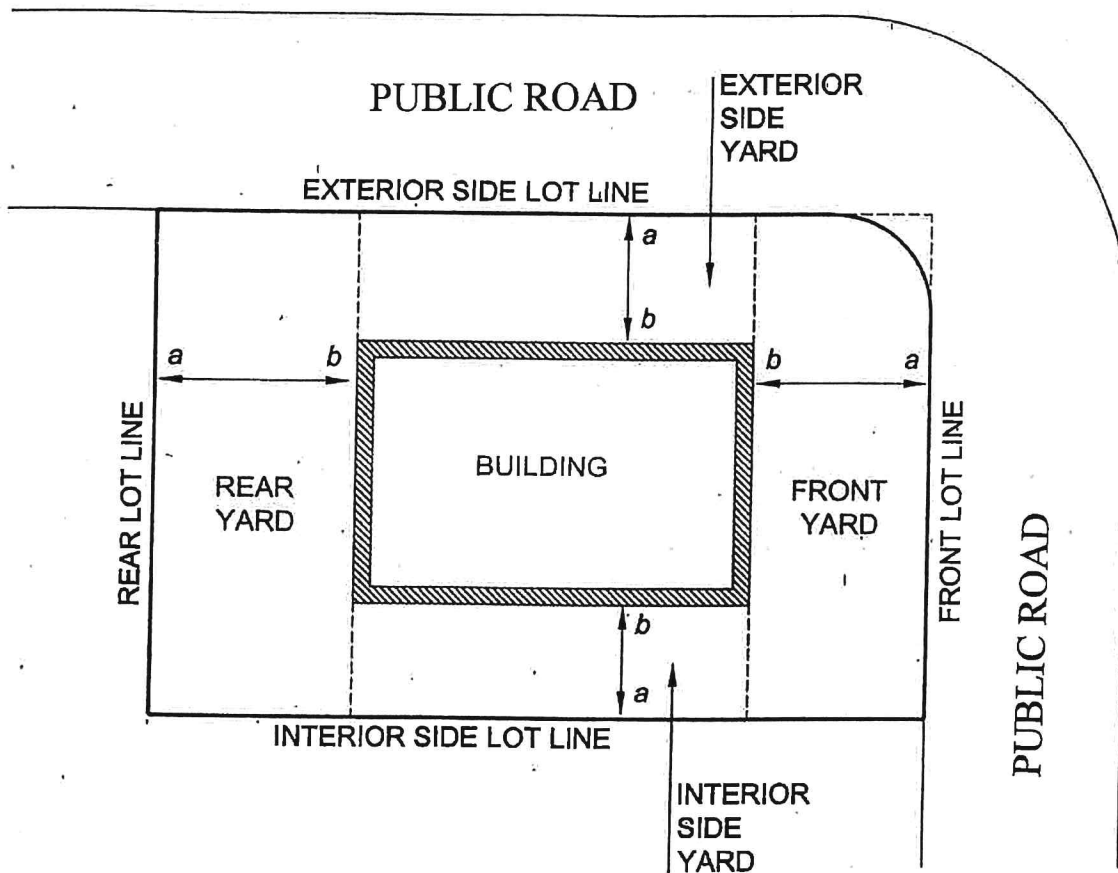 PUBLIC ROAD
EXTERIOR
SIDE
YARD
EXTERIOR SIDE LOT LINE
a
b
a
b
b
a
REAR LOT LINE
REAR
YARD
BUILDING
FRONT
YARD
FRONT LOT LINE
PUBLIC ROAD
b
a
INTERIOR SIDE LOT LINE
INTERIOR
SIDE
YARD